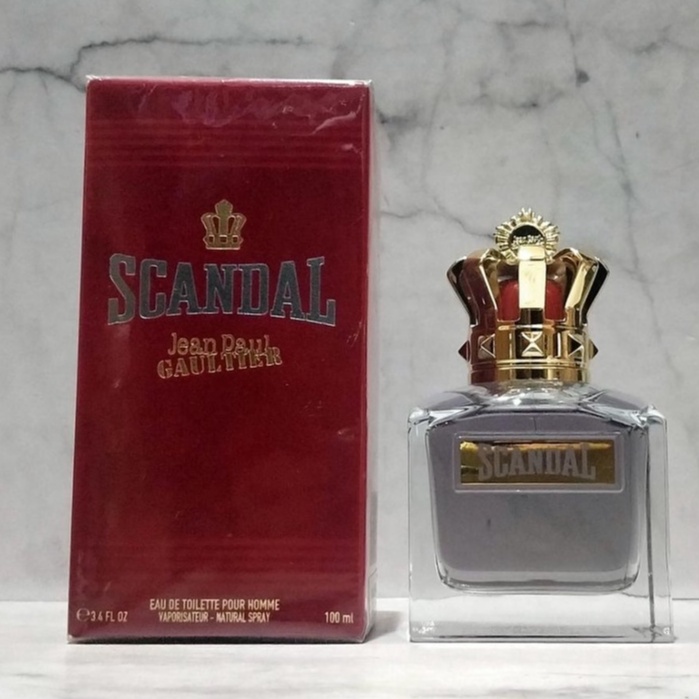 SCANDAL
Jean Paul
GAULTIER
EAU DE TOILETTE POUR HOMME
VAPORISATEUR - NATURAL SPRAY
℮ 3.4 FL OZ
100 ml
Jean Paul
SCANDAL